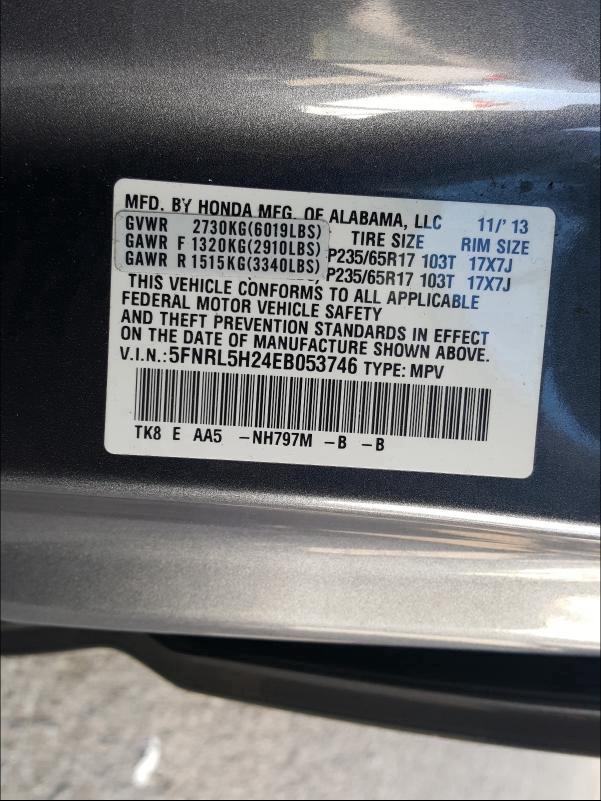 MFD. BY HONDA MFG. OF ALABAMA, LLC 11/'13
GVWR 2730KG(6019LBS) TIRE SIZE RIM SIZE
GAWR F 1320KG(2910LBS) P235/65R17 103T 17X7J
GAWR R 1515KG(3340LBS) P235/65R17 103T 17X7J
THIS VEHICLE CONFORMS TO ALL APPLICABLE
FEDERAL MOTOR VEHICLE SAFETY
AND THEFT PREVENTION STANDARDS IN EFFECT
ON THE DATE OF MANUFACTURE SHOWN ABOVE.
V.I.N.:5FNRL5H24EB053746 TYPE: MPV
TK8 E AA5 -NH797M -B -B